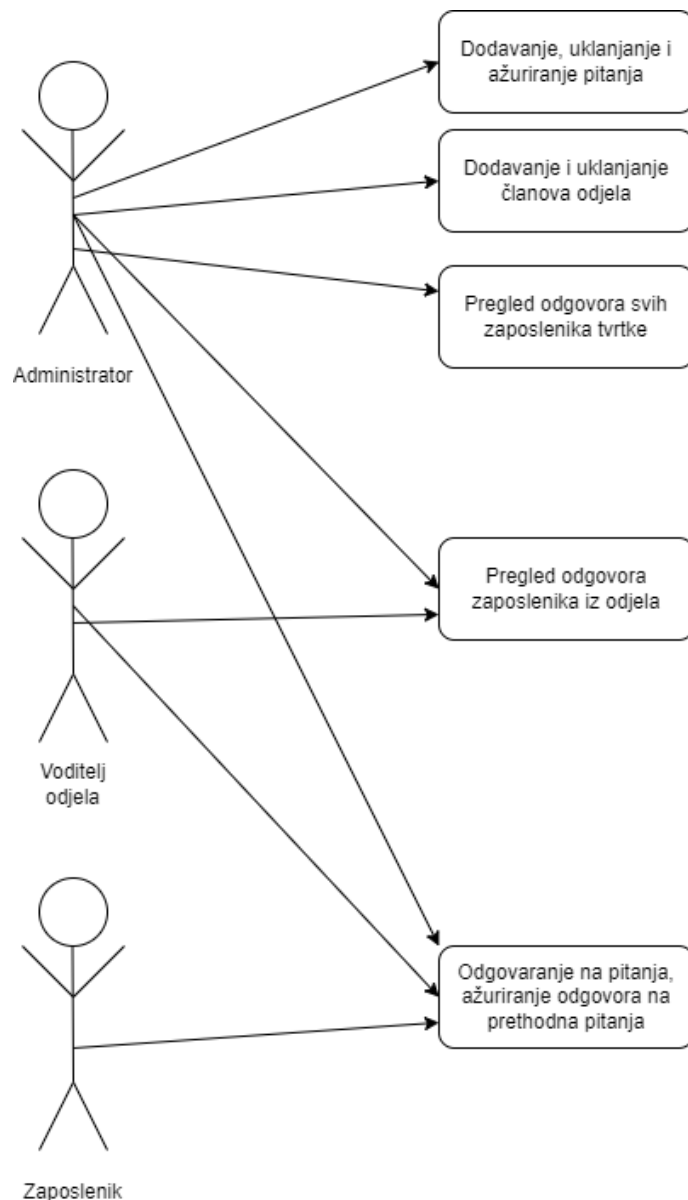 Dodavanje, uklanjanje i
ažuriranje pitanja
Dodavanje i uklanjanje
članova odjela
Pregled odgovora svih
zaposlenika tvrtke
Administrator
Pregled odgovora
zaposlenika iz odjela
Voditelj
odjela
Odgovaranje na pitanja,
ažuriranje odgovora na
prethodna pitanja
Zaposlenik